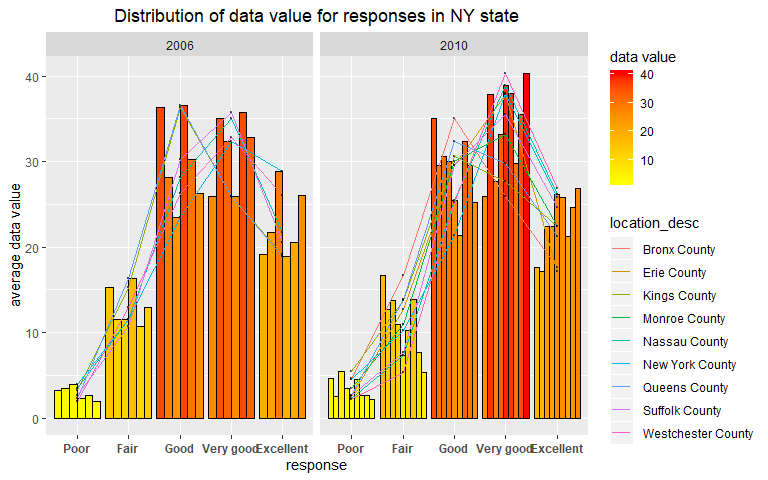 Distribution of data value for responses in NY state
2006
2010
average data value
40
30
20
10
0
Poor
Fair
Good
Very good
Excellent
Poor
Fair
Good
Very good
Excellent
response
data value
40
30
20
10
location_desc
Bronx County
Erie County
Kings County
Monroe County
Nassau County
New York County
Queens County
Suffolk County
Westchester County